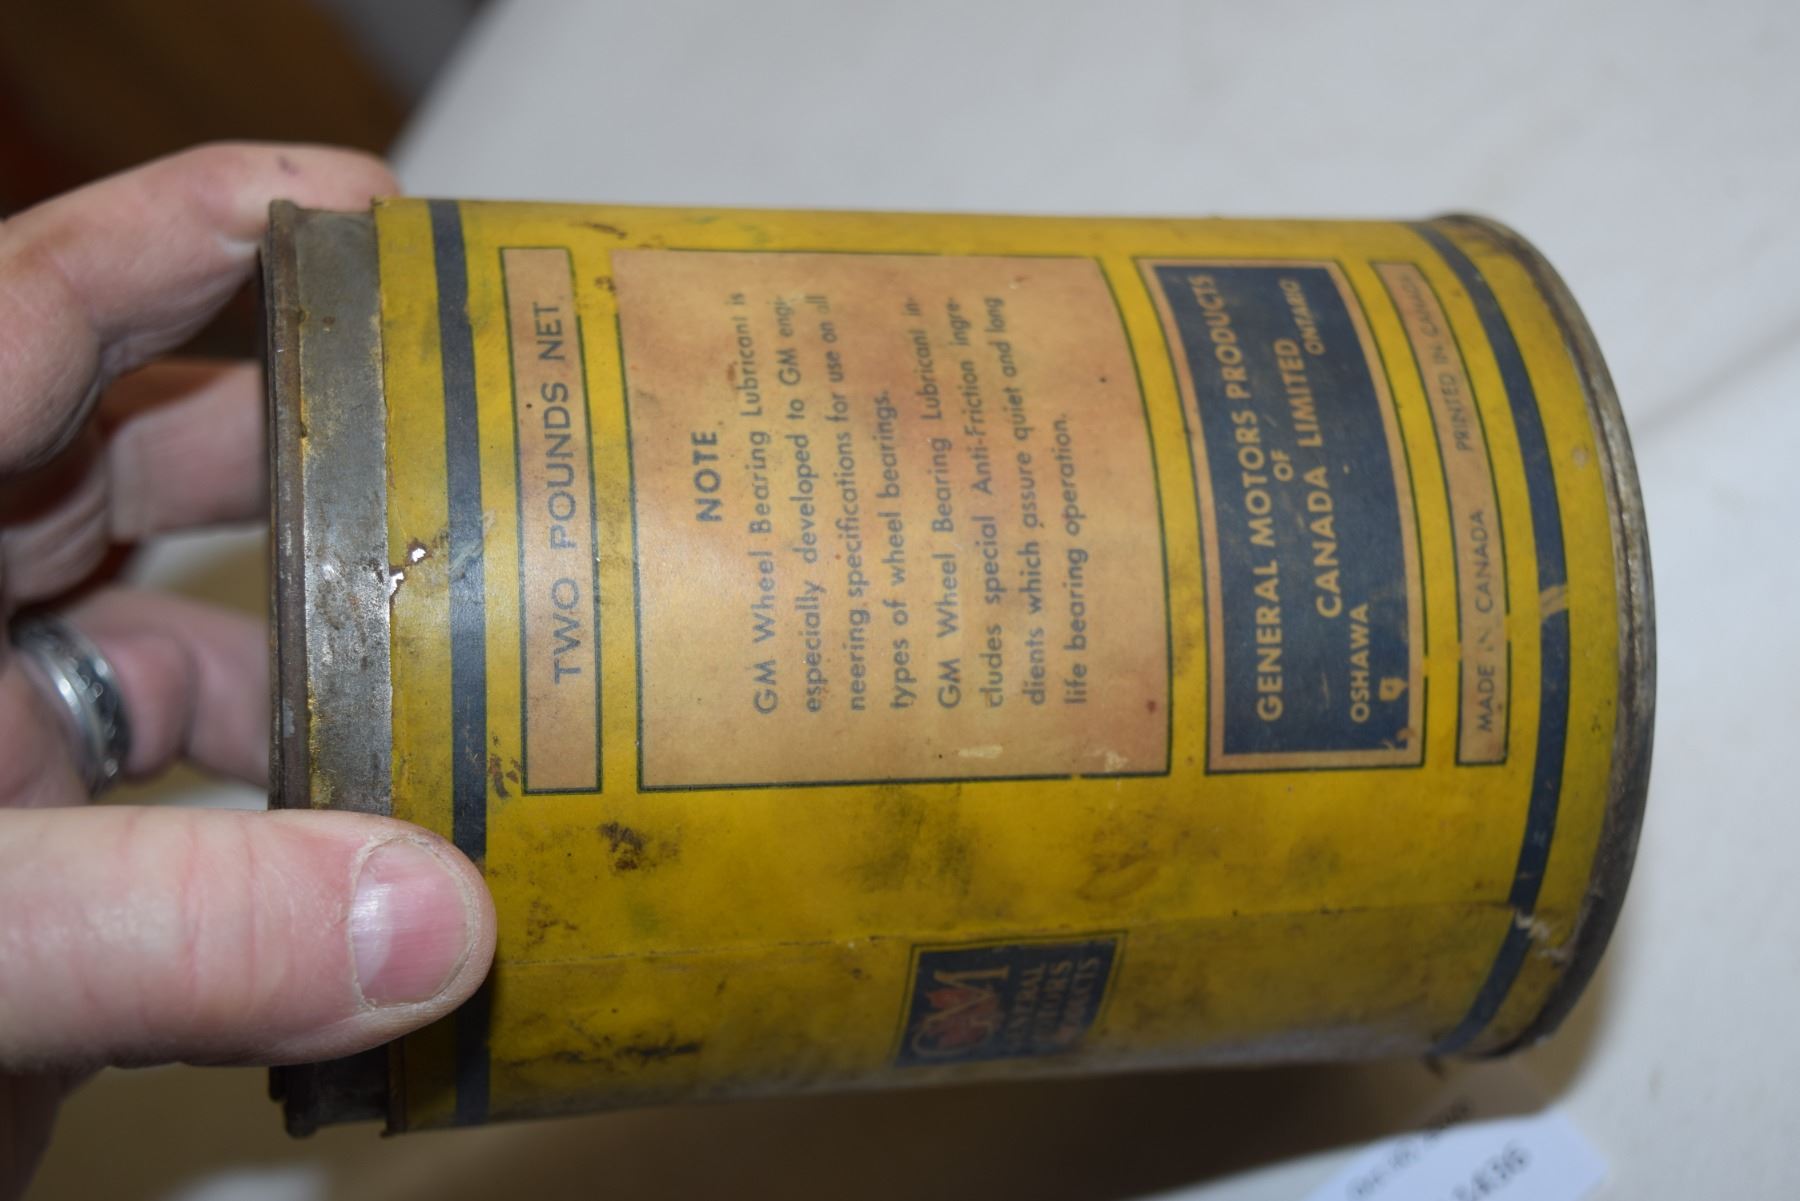 TWO POUNDS NET
NOTE
GM Wheel Bearing Lubricant is
especially developed to GM engi-
neering specifications for use on all
types of wheel bearings.
GM Wheel Bearing Lubricant in-
cludes special Anti-Friction ingre-
dients which assure quiet and long
life bearing operation.
GENERAL MOTORS PRODUCTS
OF
CANADA LIMITED
OSHAWA ONTARIO
MADE IN CANADA PRINTED IN CANADA
GM
GENERAL
MOTORS
PRODUCTS